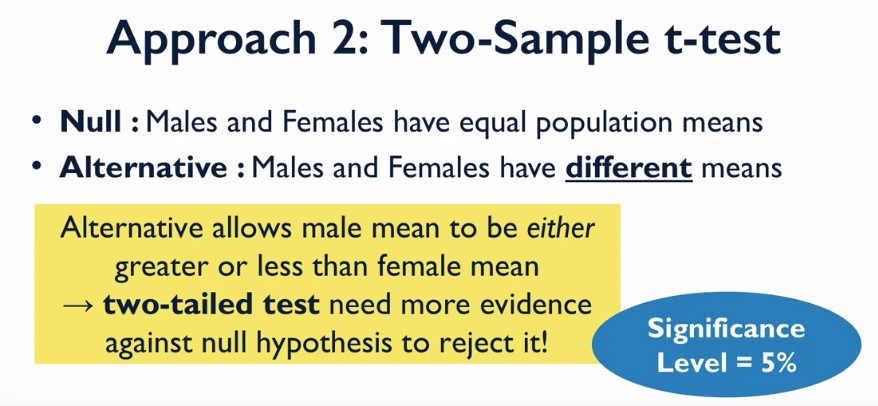 Approach 2: Two-Sample t-test
• Null : Males and Females have equal population means
• Alternative : Males and Females have different means
Alternative allows male mean to be either
greater or less than female mean
→ two-tailed test need more evidence
against null hypothesis to reject it!
Significance
Level = 5%